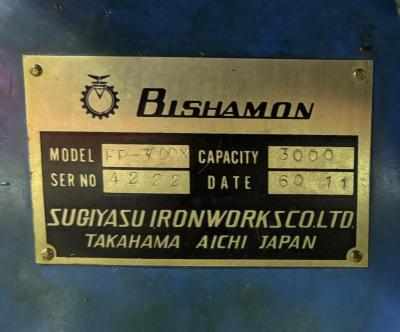 BISHAMON
MODEL CAPACITY 3000
SER NO 4222 DATE 60 11
SUGIYASU IRONWORKS CO.LTD.
TAKAHAMA AICHI JAPAN